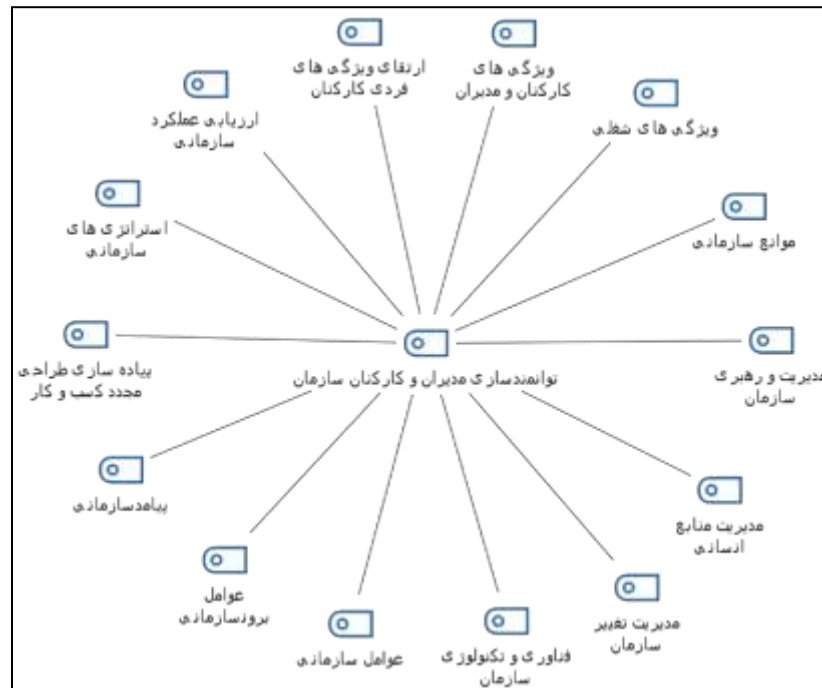 ویژگی های
کارکنان و مدیران
ارتقای ویژگی های
فردی کارکنان
ویژگی های شغلی
ارزیابی عملکرد
سازمانی
موانع سازمانی
استراتژی های
سازمانی
مدیریت و رهبری
سازمان
توانمندسازی مدیران و کارکنان سازمان
پیاده سازی طراحی
مجدد کسب و کار
مدیریت منابع
انسانی
پیامدسازمانی
مدیریت تغییر
سازمان
عوامل
برونسازمانی
فناوری و تکنولوژی
سازمان
عوامل سازمانی